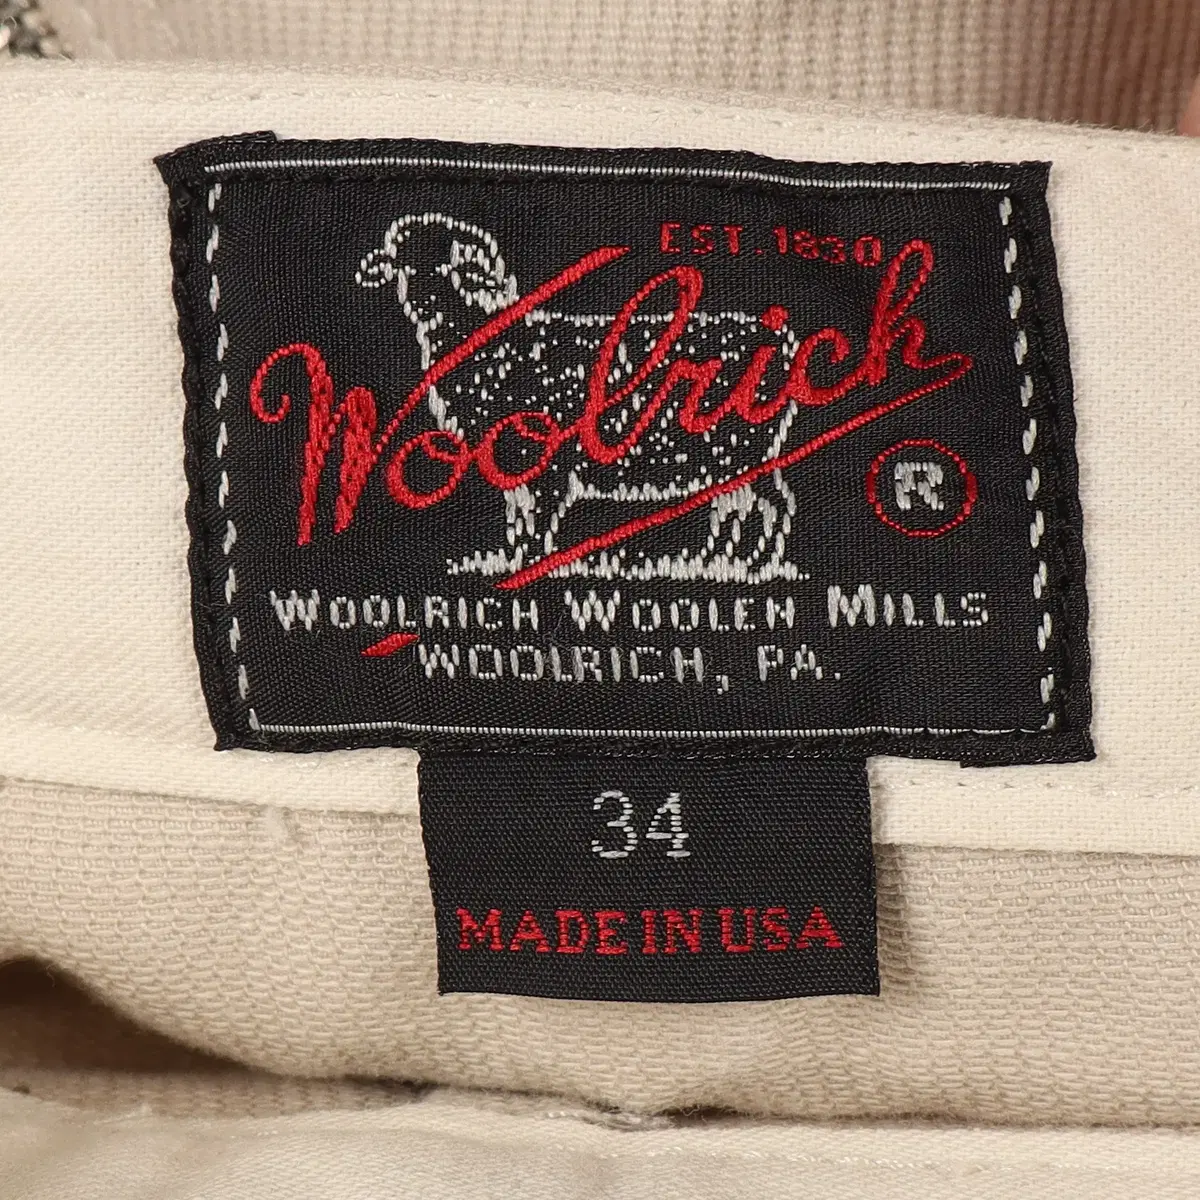 EST. 1830
Woolrich
R
WOOLRICH WOOLEN MILLS
WOOLRICH, PA.
34
MADE IN USA